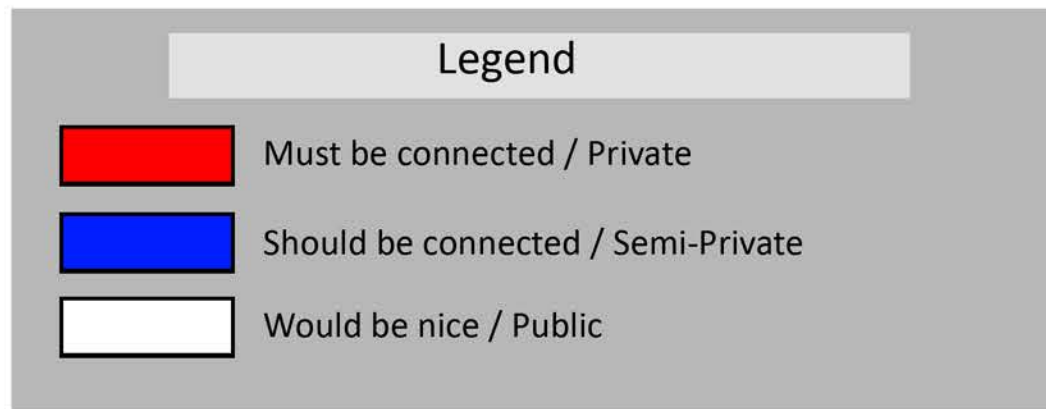 Legend
Must be connected / Private
Should be connected / Semi-Private
Would be nice / Public